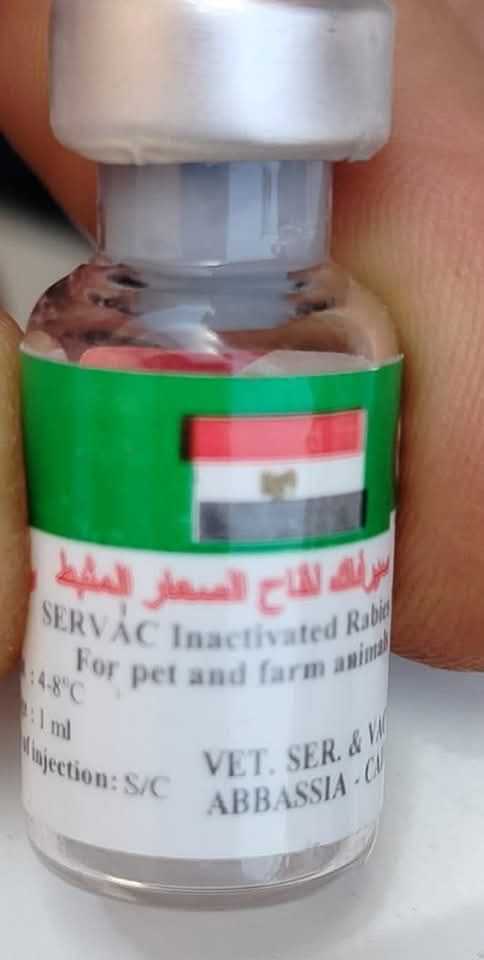 سيرفاك لقاح السعار المثبط
SERVAC Inactivated Rabies
For pet and farm animals
: 4-8°C
: 1 ml
injection: S/C
VET. SER. & VAC
ABBASSIA - CA